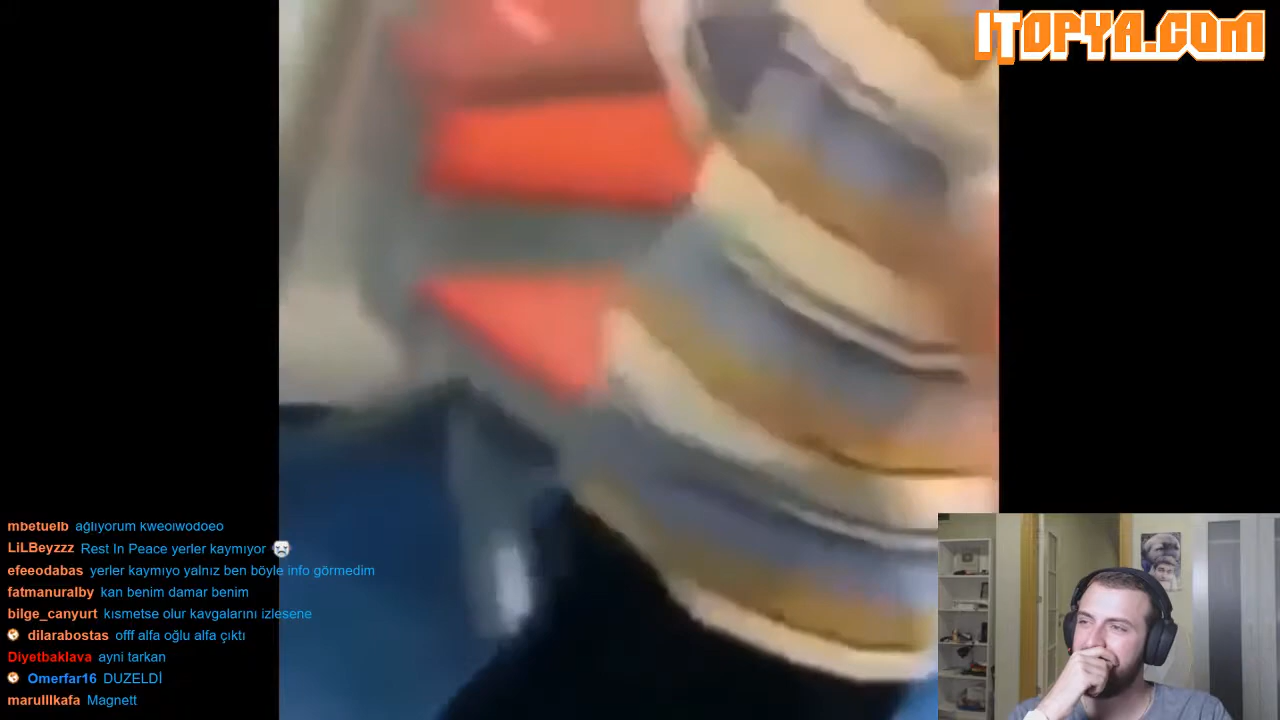 ITOPYA.COM
mbetuelb ağlıyorum kweoıwodoeo
LiLBeyzzz Rest In Peace yerler kaymıyor
efeeodabas yerler kaymıyo yalnız ben böyle info görmedim
fatmanuralby kan benim damar benim
bilge_canyurt kısmetse olur kavgalarını izlesene
dilarabostas offf alfa oğlu alfa çıktı
Diyetbaklava ayni tarkan
Omerfar16 DUZELDİ
marulllkafa Magnett